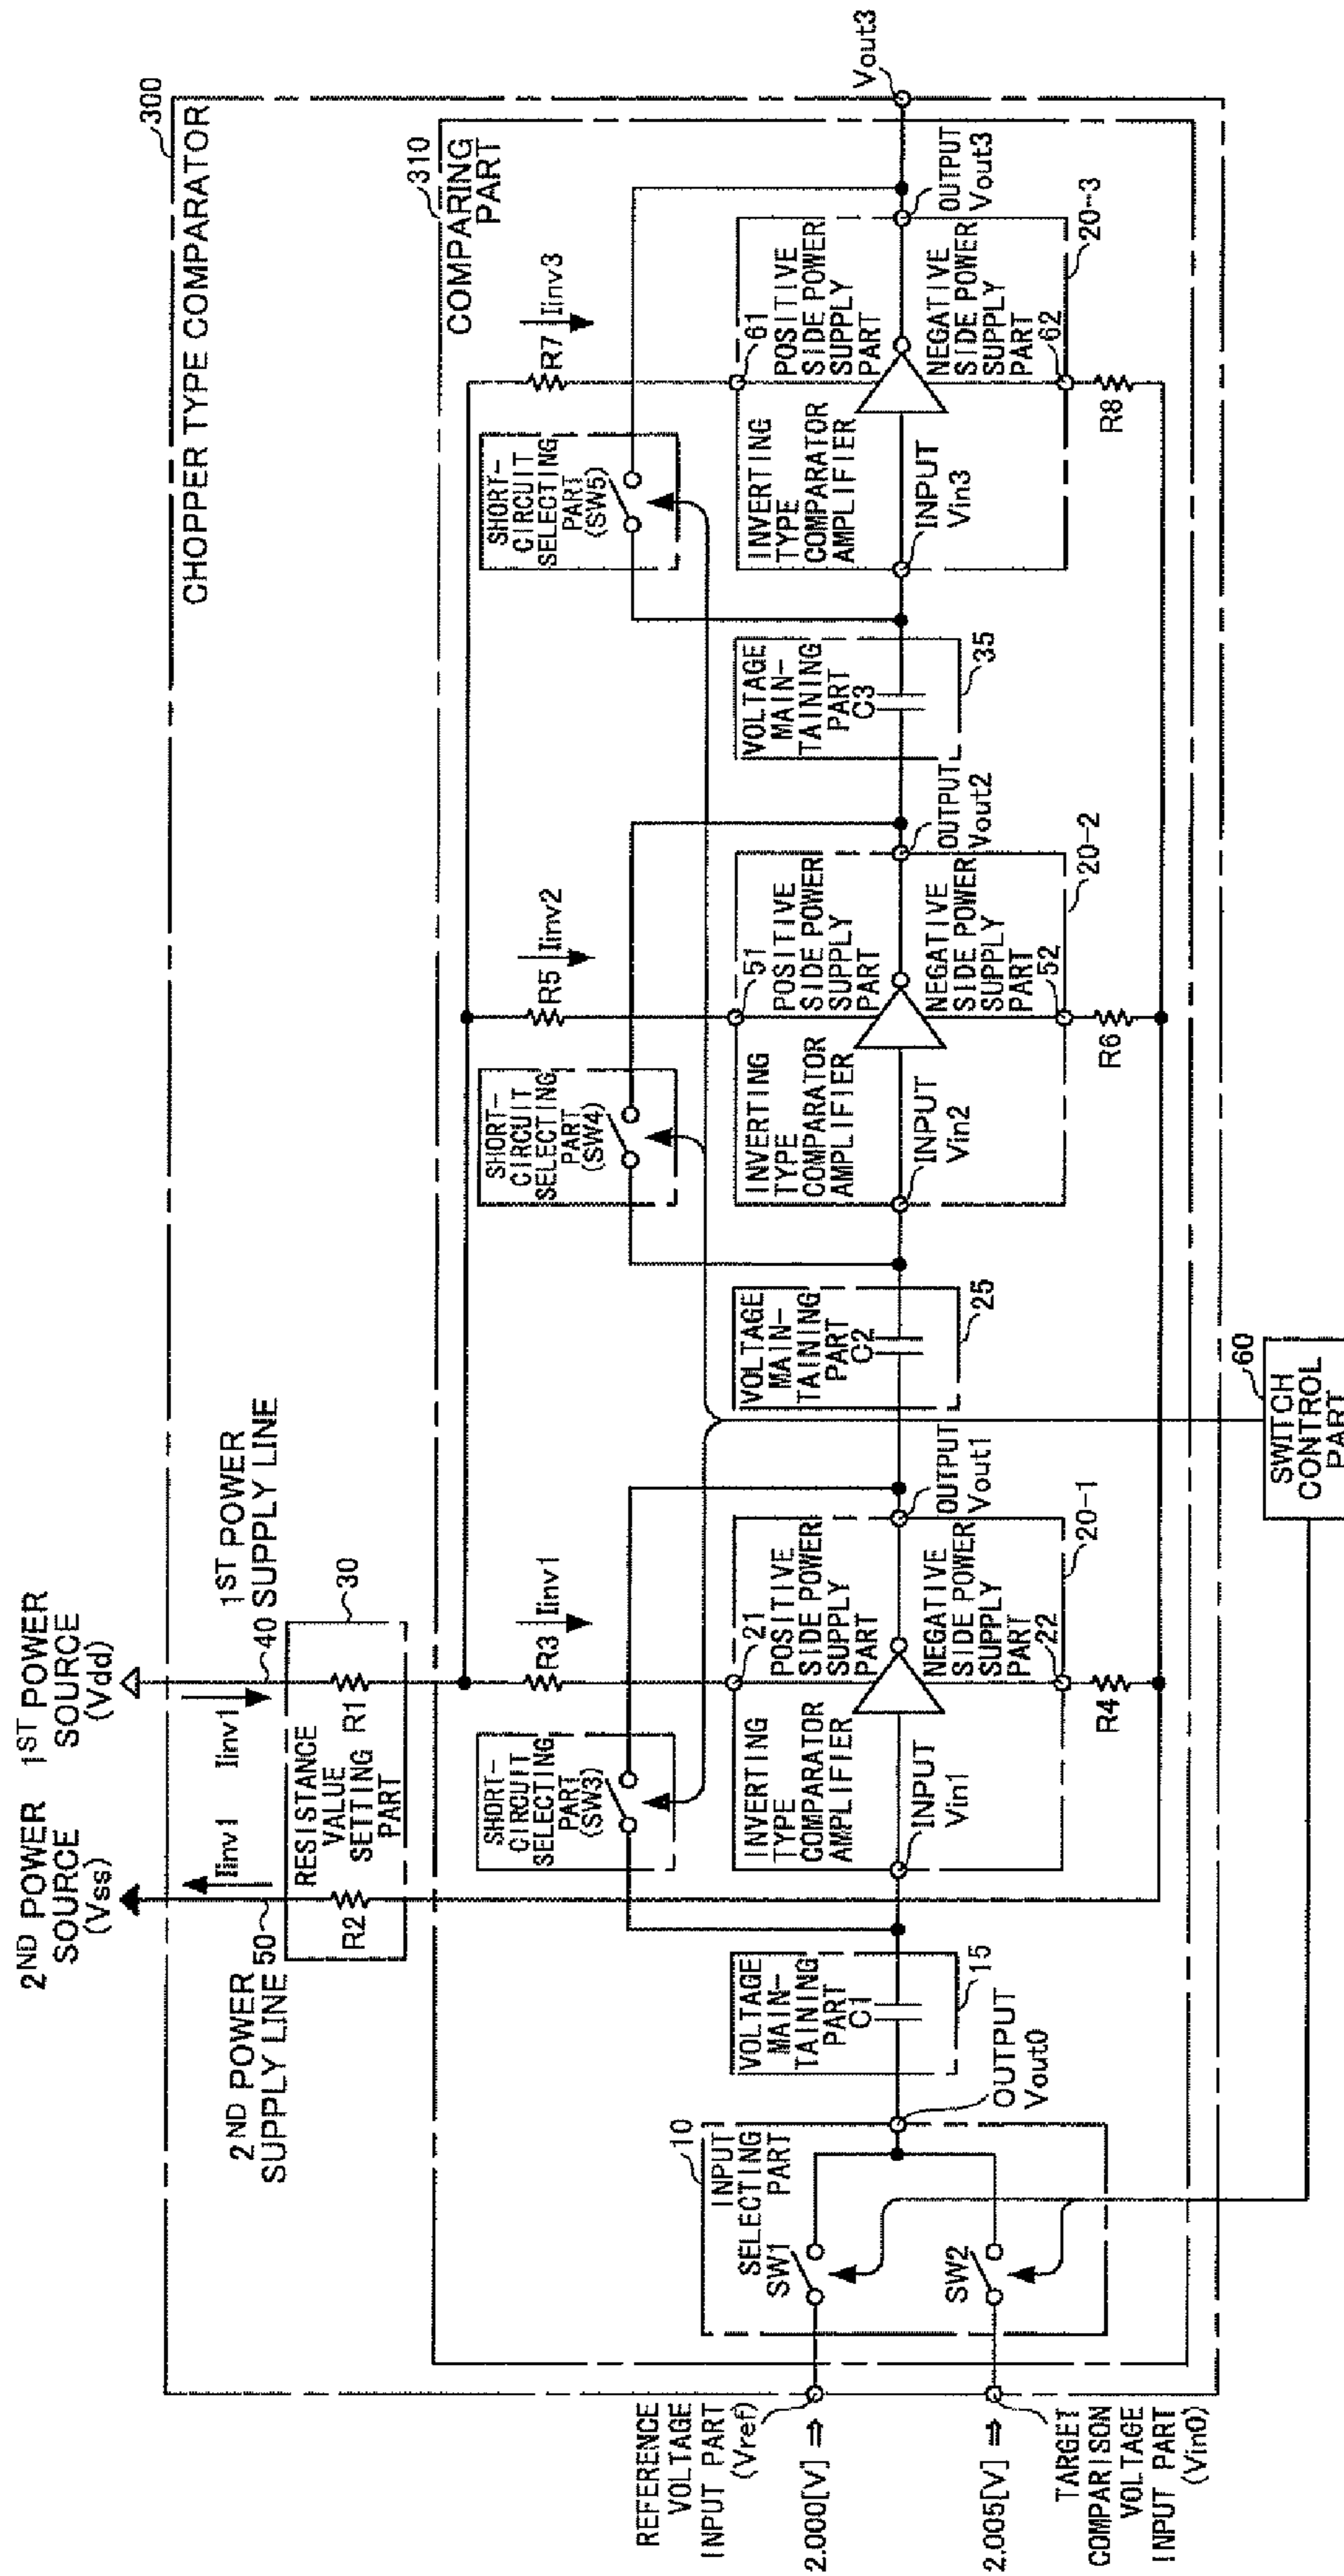 300
CHOPPER TYPE COMPARATOR
310
COMPARING
PART
2ND POWER
SOURCE
(Vss)
1ST POWER
SOURCE
(Vdd)
Iinv1
Iinv1
50
2ND POWER
SUPPLY LINE
40
1ST POWER
SUPPLY LINE
30
RESISTANCE
VALUE
SETTING
PART
R2
R1
REFERENCE
VOLTAGE
INPUT PART
(Vref)
2.000[V] ⇒
2.005[V] ⇒
TARGET
COMPARISON
VOLTAGE
INPUT PART
(Vin0)
10
INPUT
SELECTING
PART
SW1
SW2
OUTPUT
Vout0
VOLTAGE
MAIN-
TAINING
PART
C1
15
SHORT-
CIRCUIT
SELECTING
PART
(SW3)
R3
Iinv1
21
POSITIVE
SIDE POWER
SUPPLY
PART
INVERTING
TYPE
COMPARATOR
AMPLIFIER
INPUT
Vin1
NEGATIVE
SIDE POWER
SUPPLY
PART
22
R4
OUTPUT
Vout1
20-1
VOLTAGE
MAIN-
TAINING
PART
C2
25
SHORT-
CIRCUIT
SELECTING
PART
(SW4)
R5
Iinv2
51
POSITIVE
SIDE POWER
SUPPLY
PART
INVERTING
TYPE
COMPARATOR
AMPLIFIER
INPUT
Vin2
NEGATIVE
SIDE POWER
SUPPLY
PART
52
R6
OUTPUT
Vout2
20-2
VOLTAGE
MAIN-
TAINING
PART
C3
35
SHORT-
CIRCUIT
SELECTING
PART
(SW5)
R7
Iinv3
61
POSITIVE
SIDE POWER
SUPPLY
PART
INVERTING
TYPE
COMPARATOR
AMPLIFIER
INPUT
Vin3
NEGATIVE
SIDE POWER
SUPPLY
PART
62
R8
OUTPUT
Vout3
20-3
Vout3
60
SWITCH
CONTROL
PART